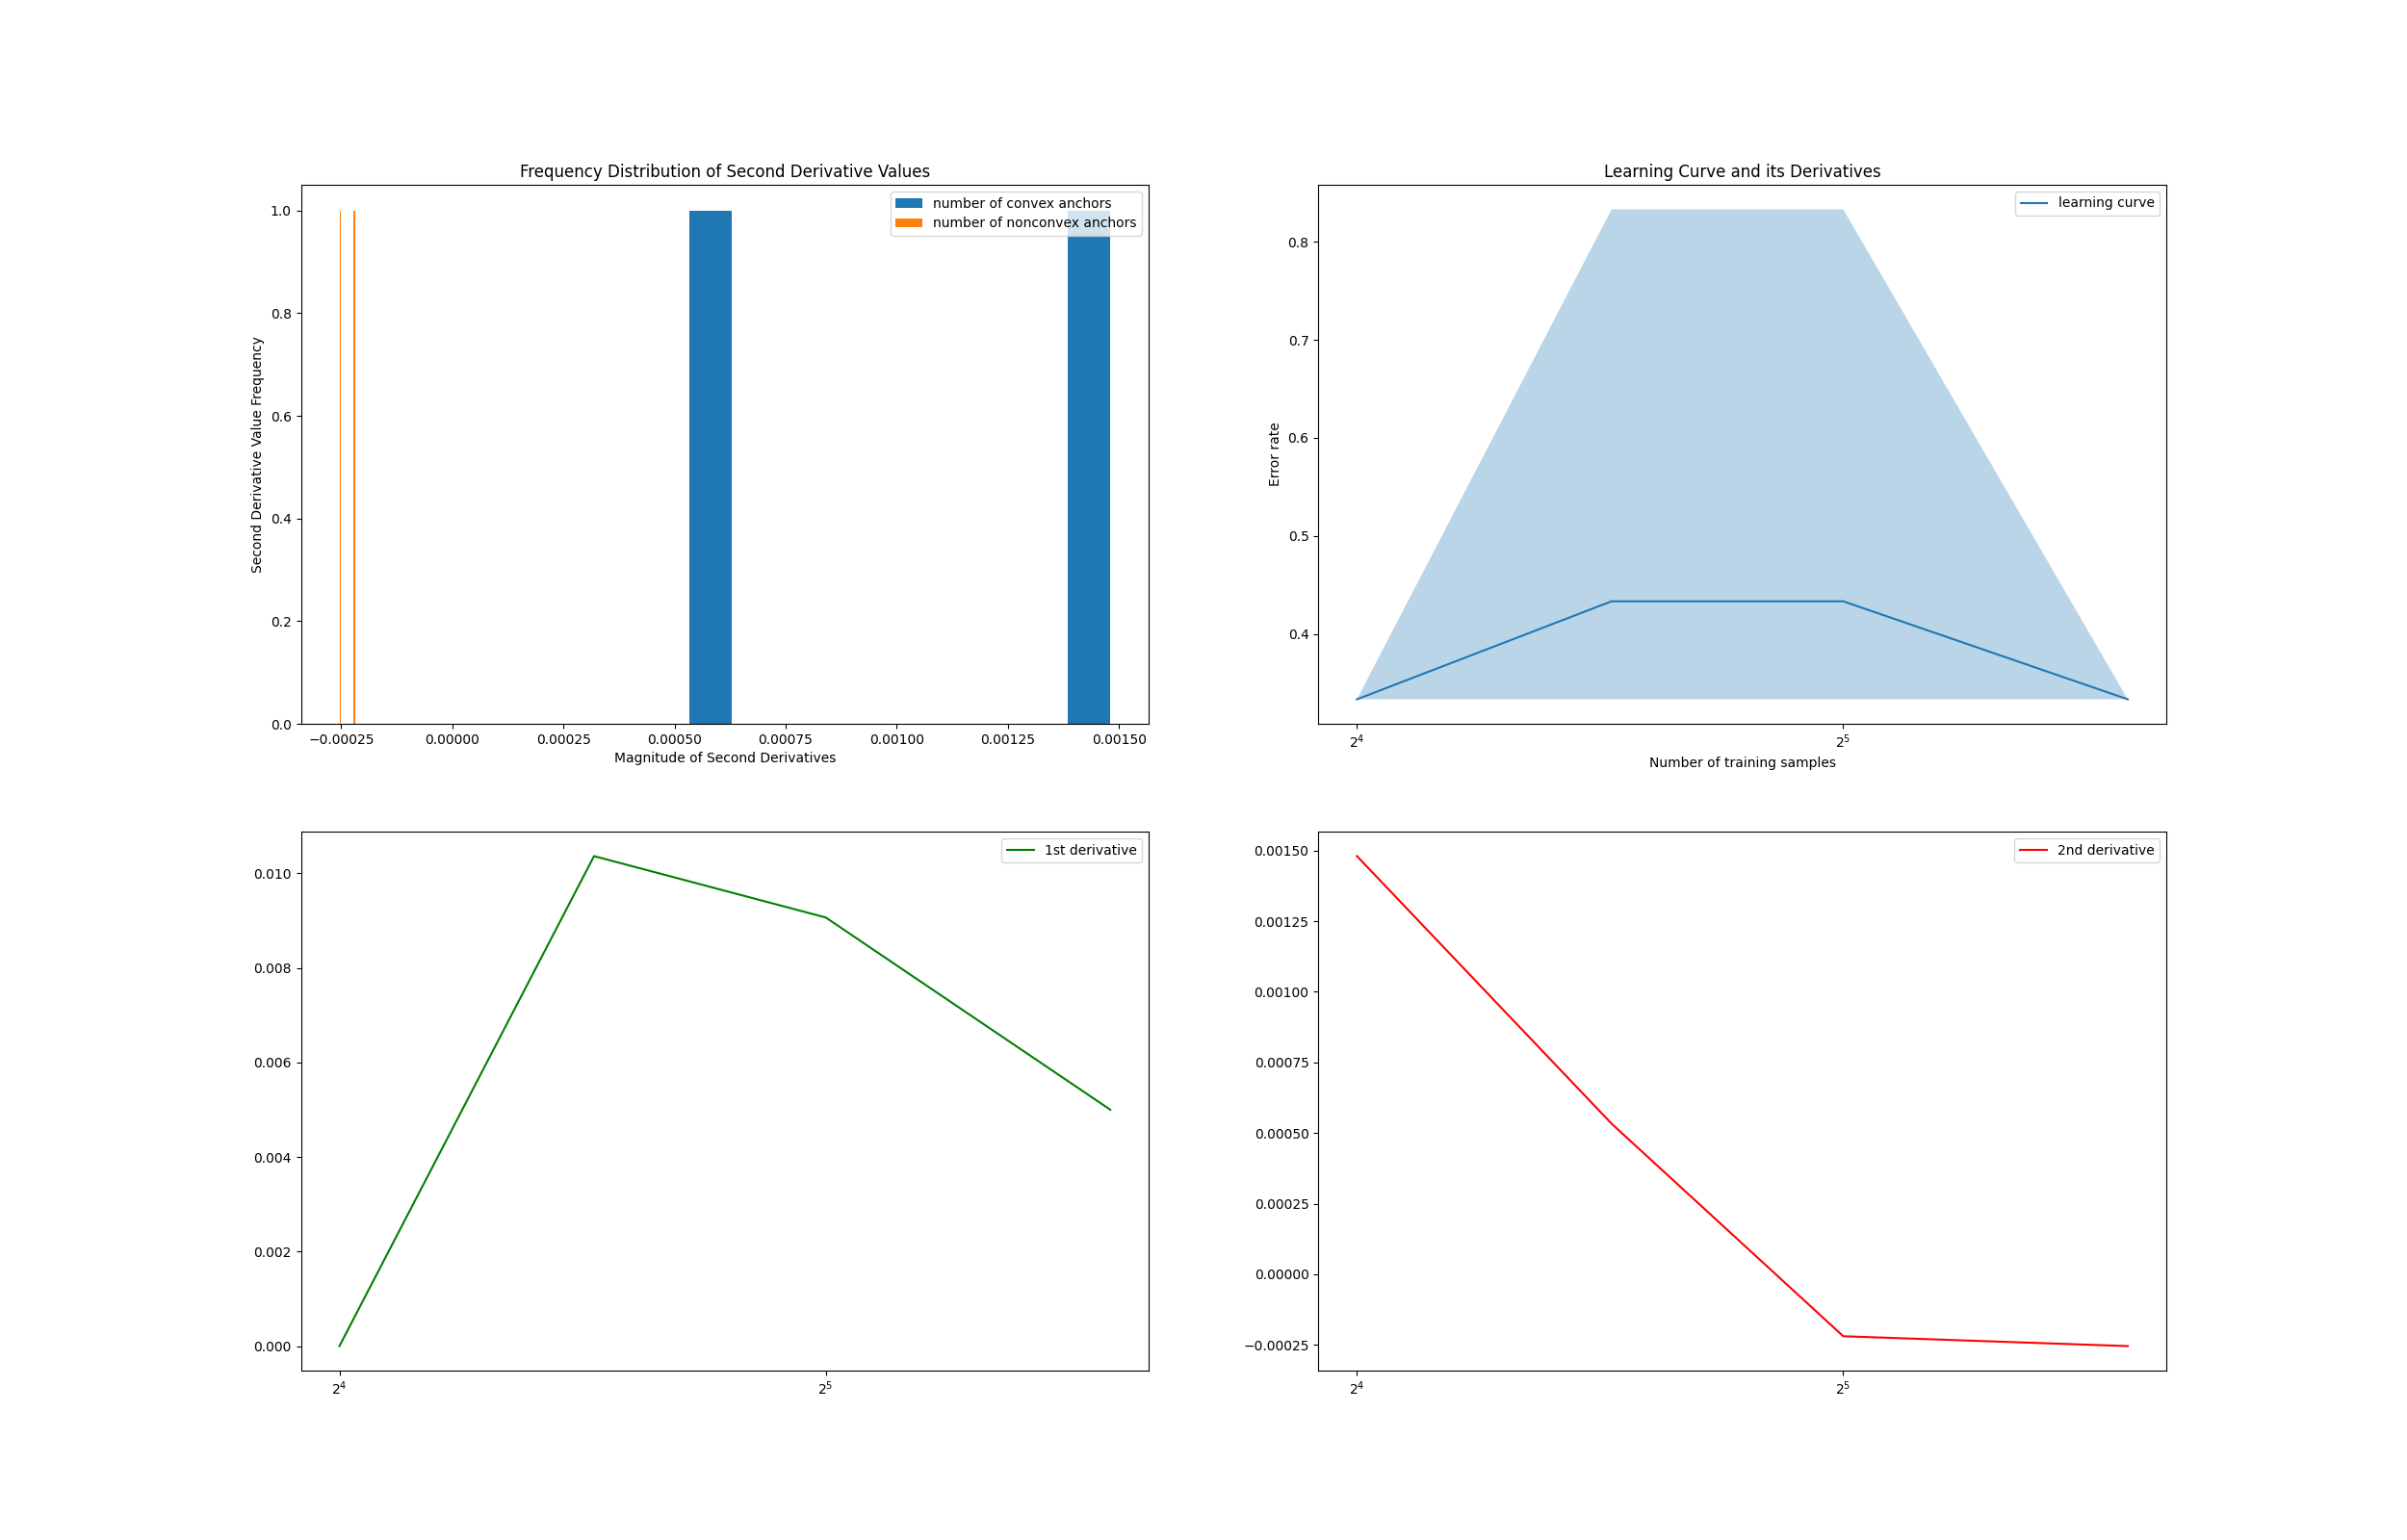 Frequency Distribution of Second Derivative Values
number of convex anchors
number of nonconvex anchors
1.0
0.8
0.6
0.4
0.2
0.0
Second Derivative Value Frequency
−0.00025 0.00000 0.00025 0.00050 0.00075 0.00100 0.00125 0.00150
Magnitude of Second Derivatives
Learning Curve and its Derivatives
learning curve
0.8
0.7
0.6
0.5
0.4
Error rate
2⁴ 2⁵
Number of training samples
1st derivative
0.010
0.008
0.006
0.004
0.002
0.000
2⁴ 2⁵
2nd derivative
0.00150
0.00125
0.00100
0.00075
0.00050
0.00025
0.00000
−0.00025
2⁴ 2⁵